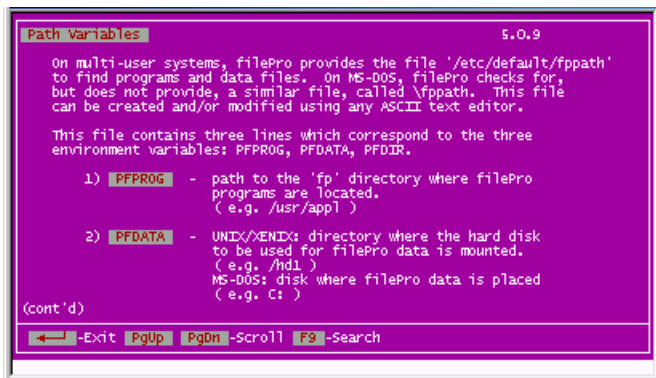 Path Variables 5.0.9
On multi-user systems, filePro provides the file '/etc/default/fppath'
to find programs and data files. On MS-DOS, filePro checks for,
but does not provide, a similar file, called \fppath. This file
can be created and/or modified using any ASCII text editor.
This file contains three lines which correspond to the three
environment variables: PFPROG, PFDATA, PFDIR.
1) PFPROG - path to the 'fp' directory where filePro
programs are located.
( e.g. /usr/appl )
2) PFDATA - UNIX/XENIX: directory where the hard disk
to be used for filePro data is mounted.
( e.g. /hd1 )
MS-DOS: disk where filePro data is placed
( e.g. C: )
(cont'd)
-Exit PgUp PgDn -Scroll F9 -Search